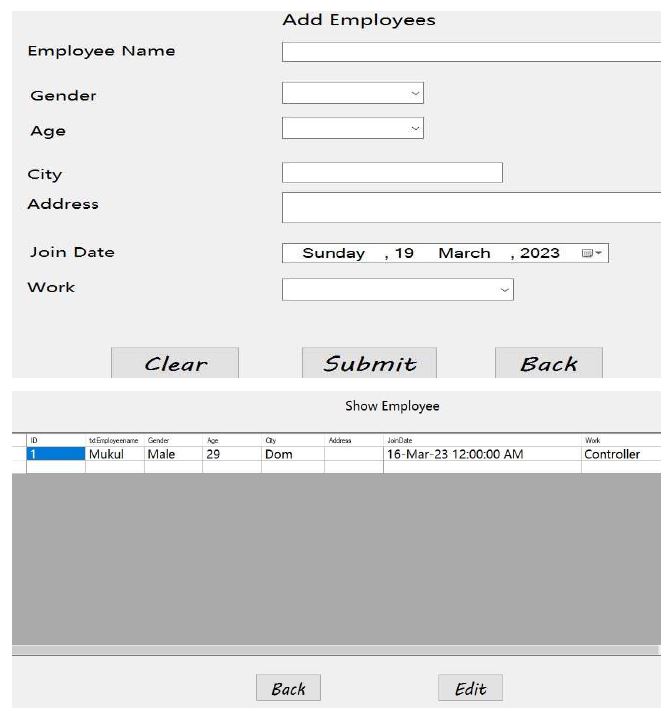 Add Employees
Employee Name
Gender
Age
City
Address
Join Date Sunday , 19 March , 2023
Work
Clear Submit Back
Show Employee
ID txtEmployeename Gender Age City Address JoinDate Work
1 Mukul Male 29 Dom 16-Mar-23 12:00:00 AM Controller
Back Edit